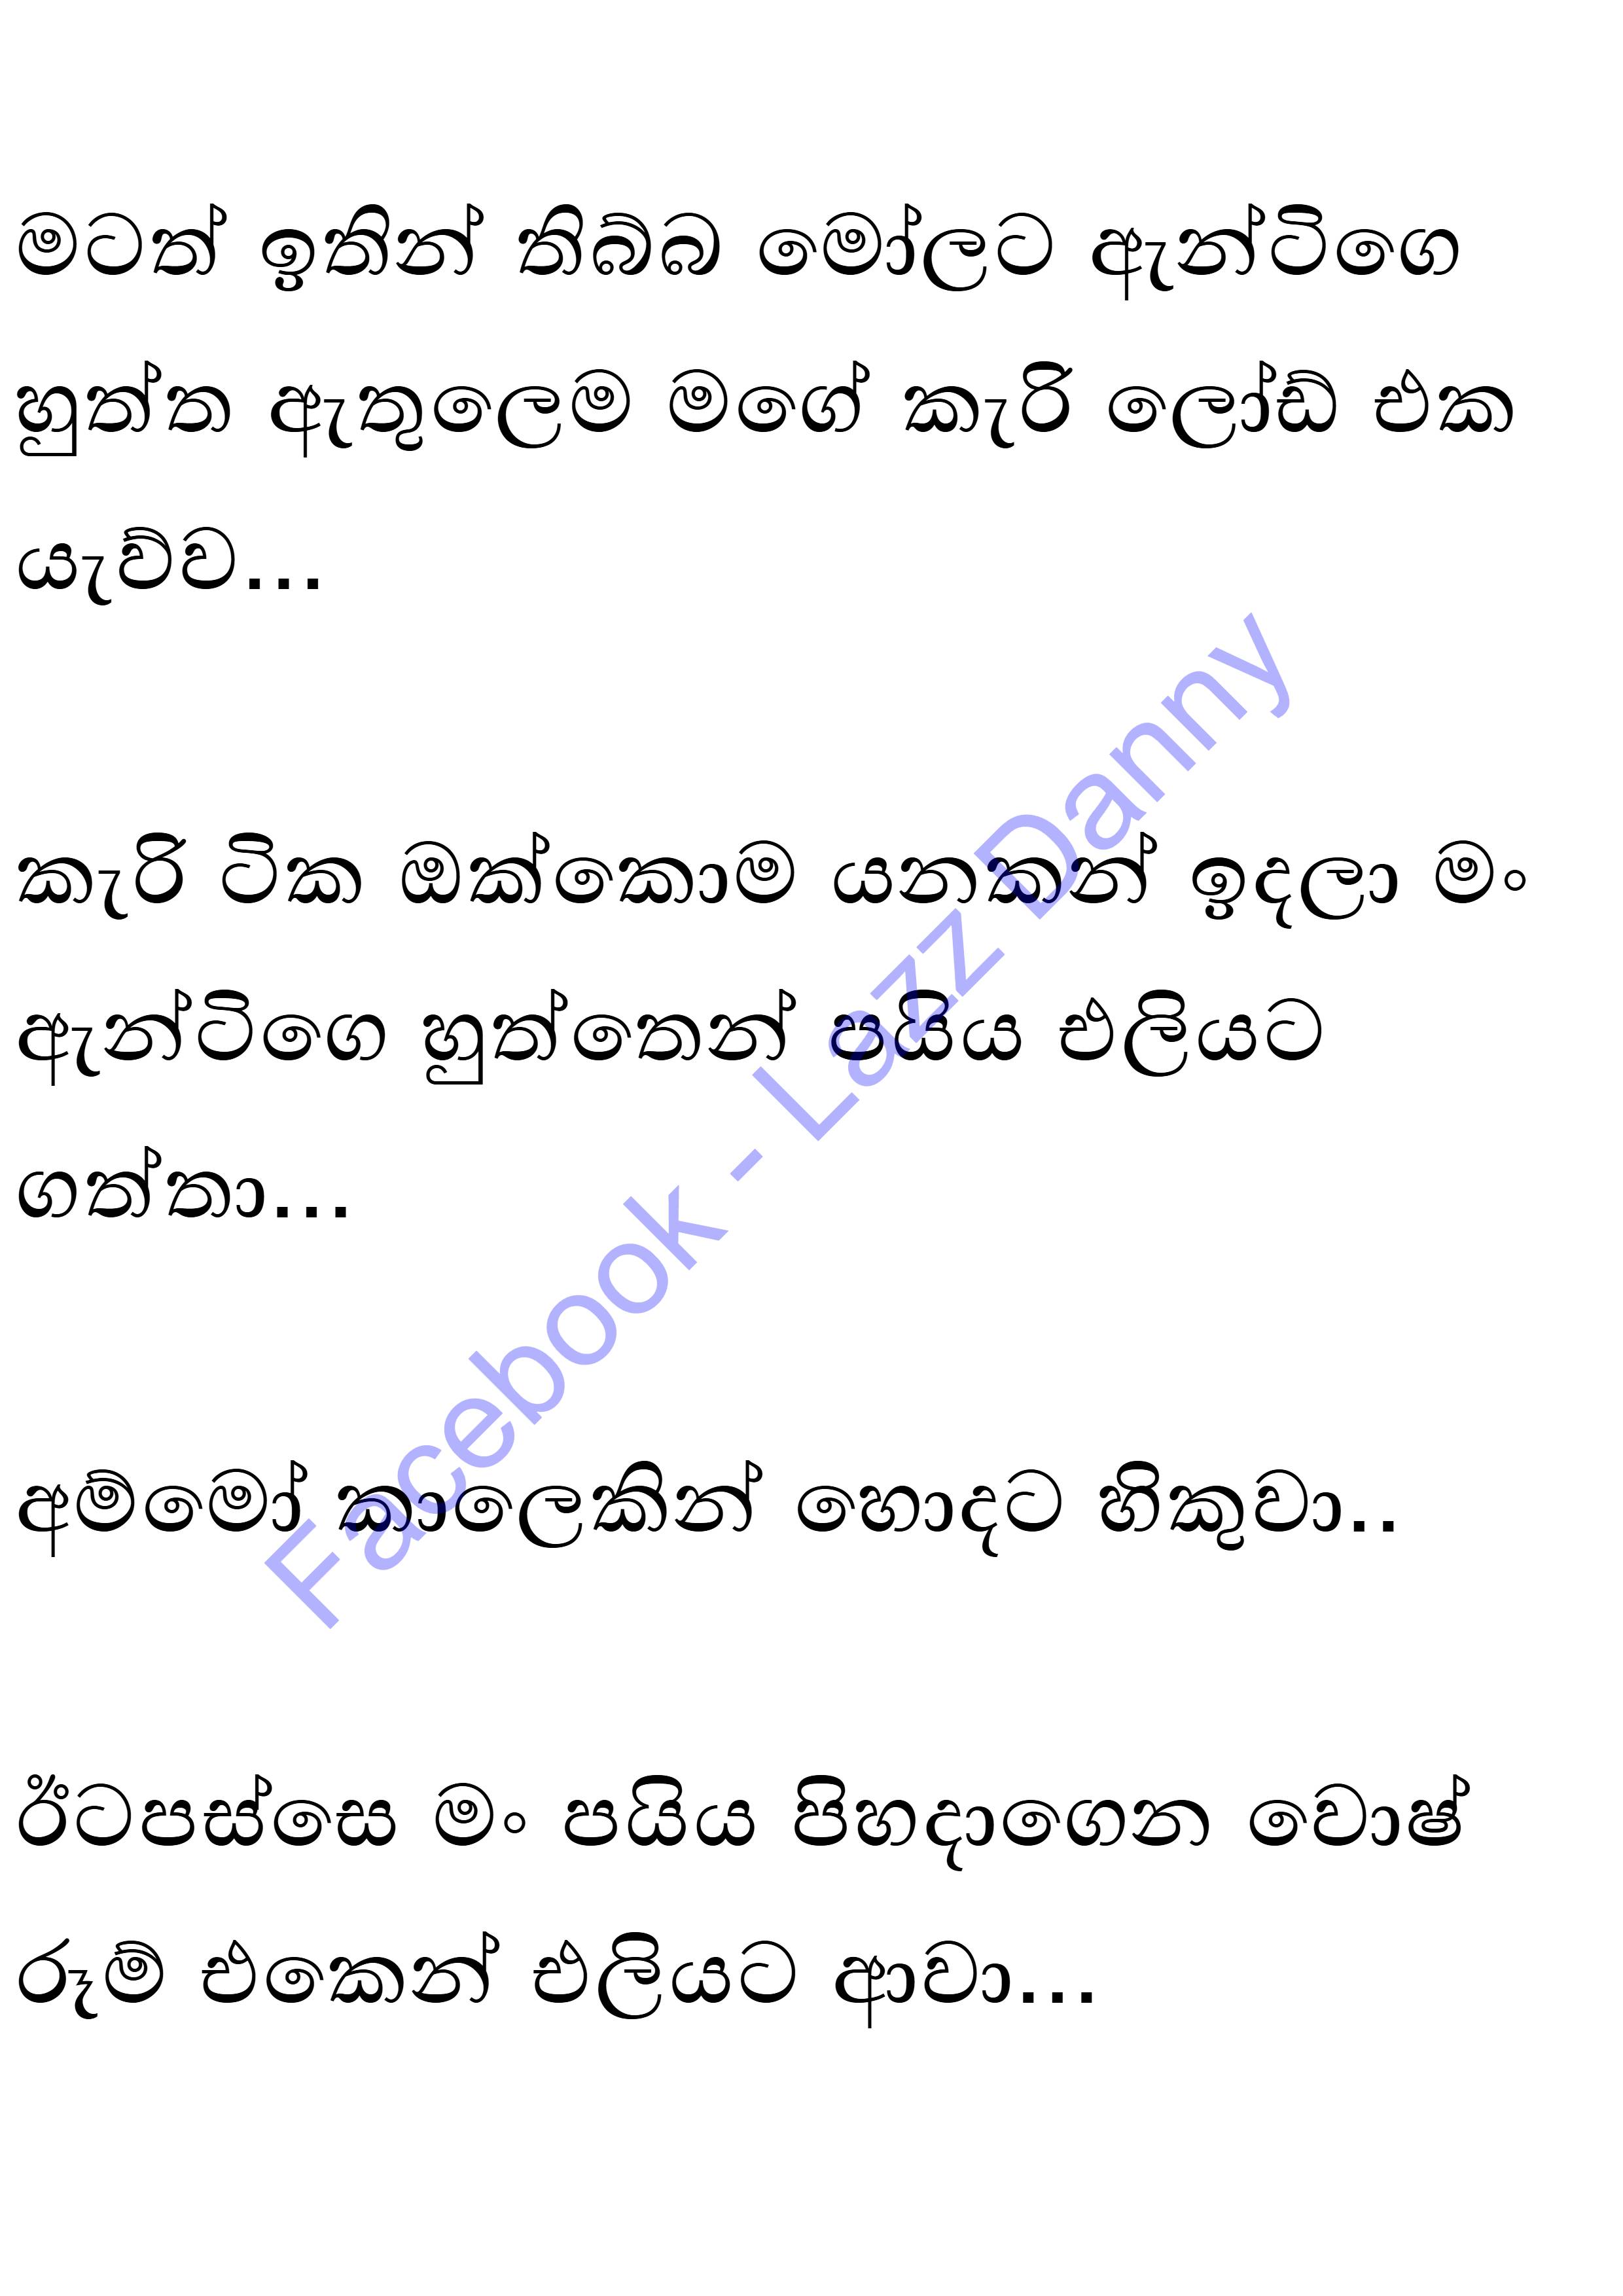 මටත් ඉතින් තිබ්බ මෝලට ඇන්ටිගෙ
හුත්ත ඇතුලෙම මගේ කැරි ලෝඩ් එක
යැව්ව...
කැරි ටික ඔක්කොම යනකන් ඉදලා මං
ඇන්ටිගෙ හුත්තෙන් පයිය එලියට
ගත්තා...
අම්මෝ කාලෙකින් හොදට හිකුවා..
ඊටපස්සෙ මං පයිය පිහදාගෙන වොෂ්
රූම් එකෙන් එලියට ආවා...
Facebook - Lazz Danny